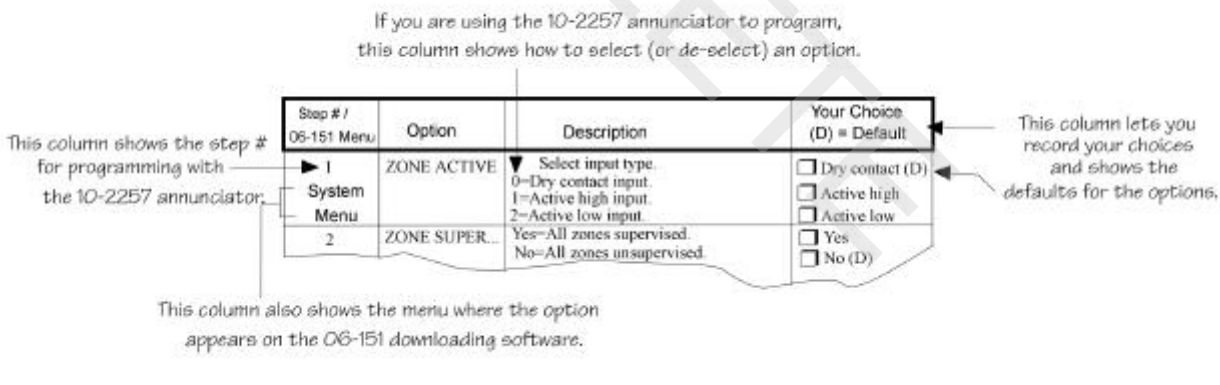 If you are using the 10-2257 annunciator to program,
this column shows how to select (or de-select) an option.
Step # /
06-151 Menu
Option
Description
Your Choice
(D) = Default
This column shows the step #
for programming with
the 10-2257 annunciator.
This column lets you
record your choices
and shows the
defaults for the options.
1
System
Menu
ZONE ACTIVE
Select input type.
0=Dry contact input.
1=Active high input.
2=Active low input.
Dry contact (D)
Active high
Active low
2
ZONE SUPER...
Yes=All zones supervised.
No=All zones unsupervised.
Yes
No (D)
This column also shows the menu where the option
appears on the 06-151 downloading software.